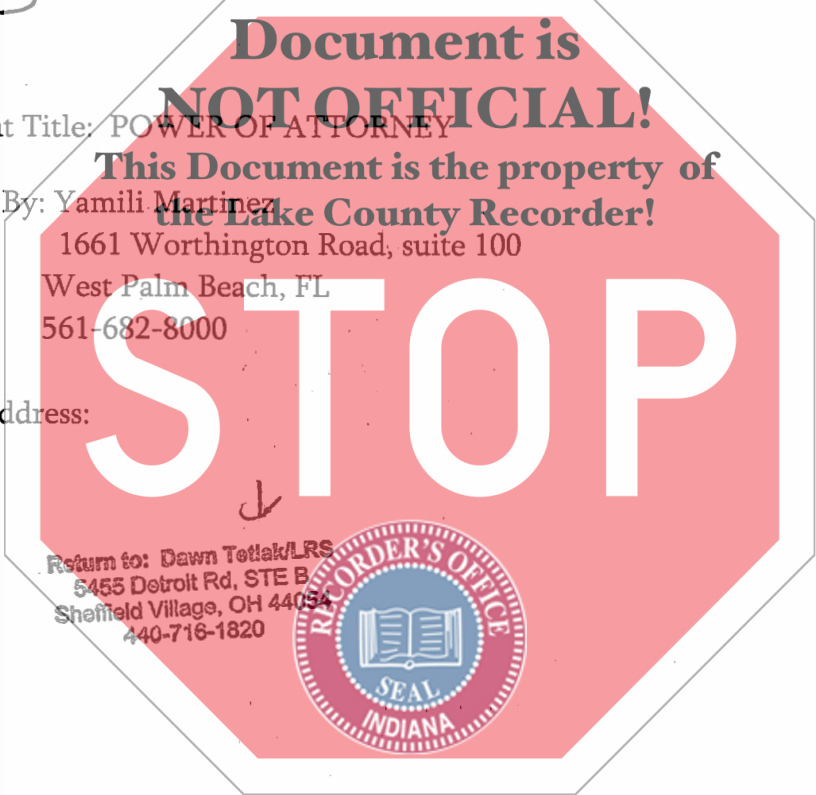 Document is
NOT OFFICIAL!
t Title: POWER OF ATTORNEY
This Document is the property of
By: Yamili Martinez
the Lake County Recorder!
1661 Worthington Road, suite 100
West Palm Beach, FL
561-682-8000
STOP
ddress:
Return to: Dawn Tetlak/LRS
5455 Detroit Rd, STE B
Sheffield Village, OH 44054
440-716-1820
RECORDER'S OFFICE
SEAL
INDIANA